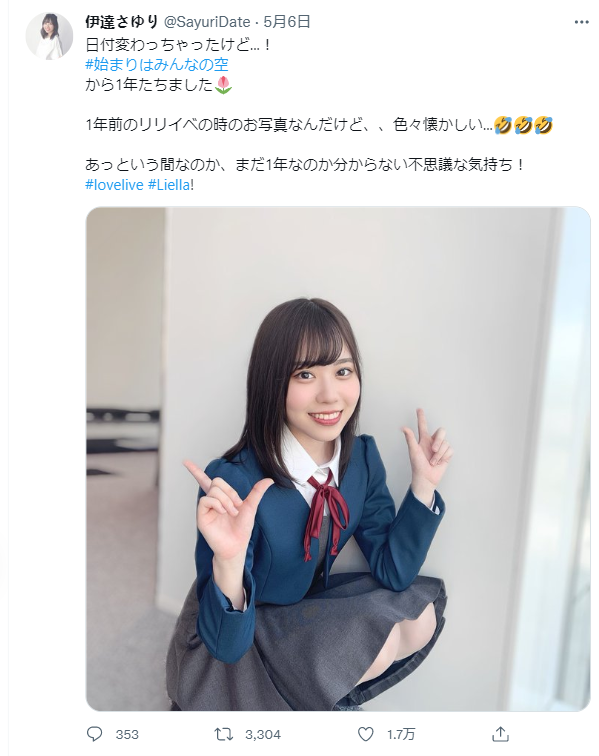 伊達さゆり @SayuriDate · 5月6日
日付変わっちゃったけど...！
#始まりはみんなの空
から1年たちました🌷
1年前のリリイベの時のお写真なんだけど、、色々懐かしい...🤣🤣🤣
あっという間なのか、まだ1年なのか分からない不思議な気持ち！
#lovelive #Liella!
353 3,304 1.7万